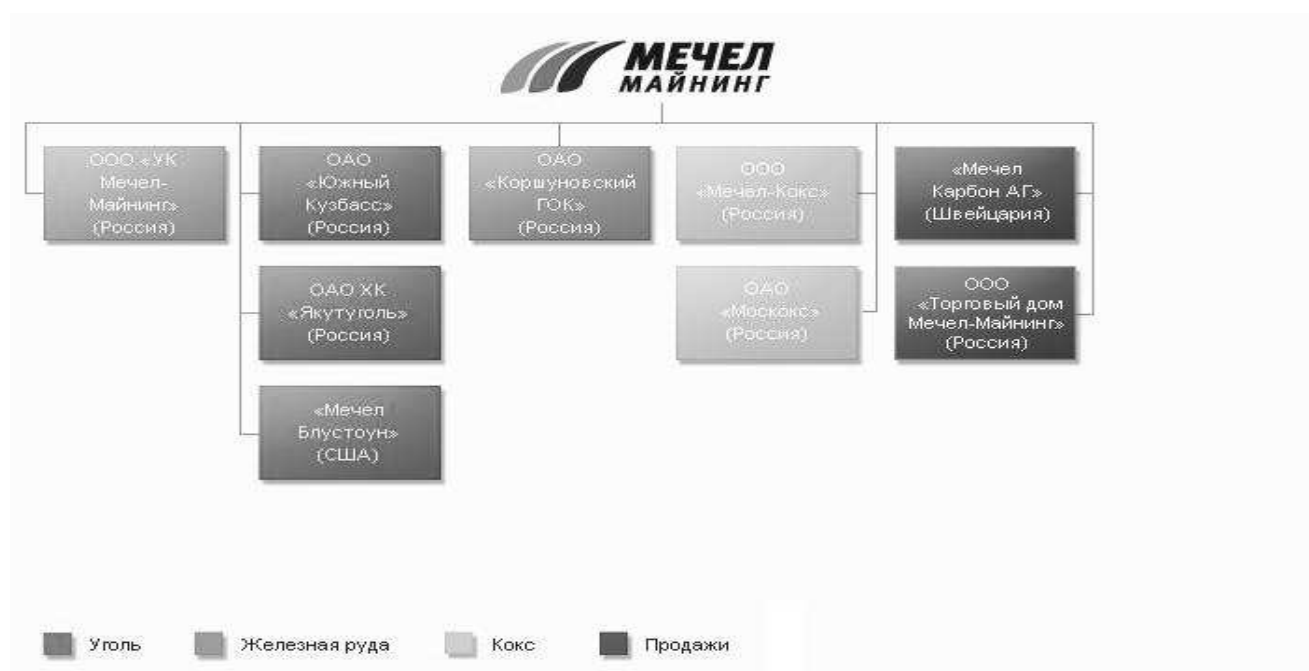 МЕЧЕЛ
МАЙНИНГ
ООО «УК
Мечел-
Майнинг»
(Россия)
ОАО
«Южный
Кузбасс»
(Россия)
ОАО
«Коршуновский
ГОК»
(Россия)
ООО
«Мечел-Кокс»
(Россия)
«Мечел
Карбон АГ»
(Швейцария)
ОАО ХК
«Якутуголь»
(Россия)
ОАО
«Москокс»
(Россия)
ООО
«Торговый дом
Мечел-Майнинг»
(Россия)
«Мечел
Блустоун»
(США)
Уголь
Железная руда
Кокс
Продажи